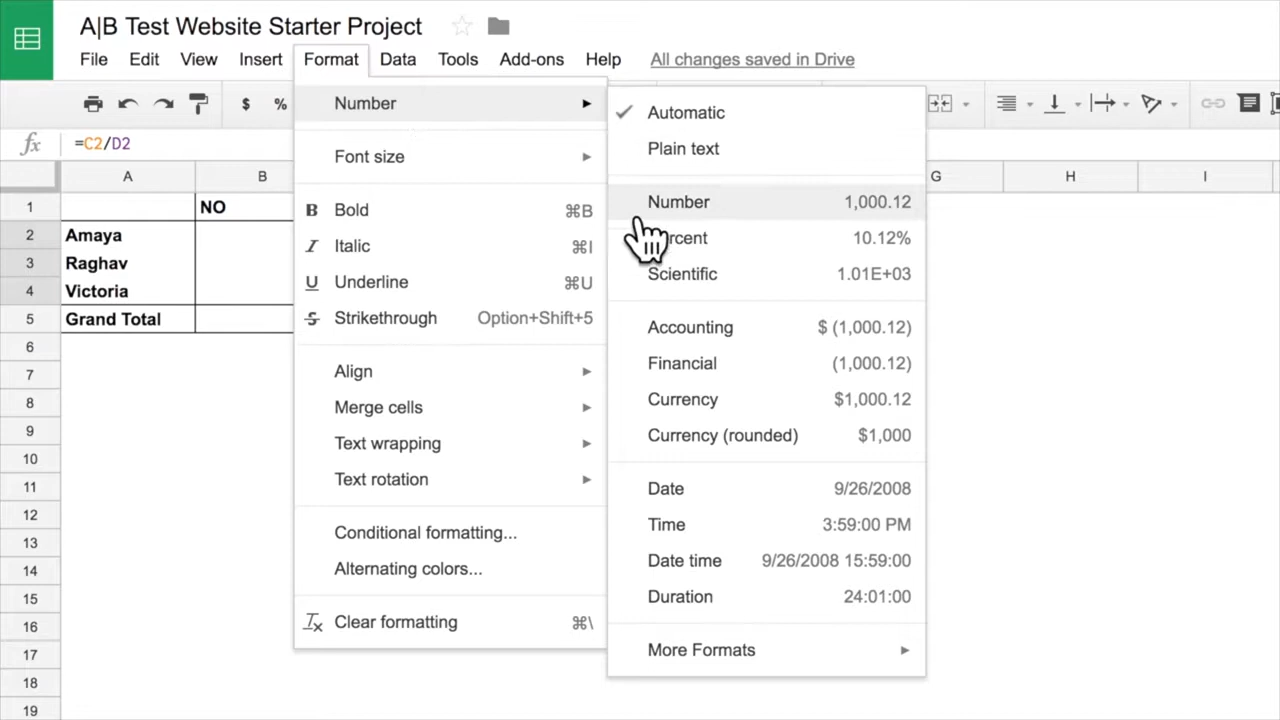 A|B Test Website Starter Project
File Edit View Insert Format Data Tools Add-ons Help All changes saved in Drive
$ %
fx =C2/D2
A B G H I
1 NO
2 Amaya
3 Raghav
4 Victoria
5 Grand Total
6
7
8
9
10
11
12
13
14
15
16
17
18
19
Number
Font size
B Bold ⌘B
I Italic ⌘I
U Underline ⌘U
S Strikethrough Option+Shift+5
Align
Merge cells
Text wrapping
Text rotation
Conditional formatting...
Alternating colors...
Clear formatting ⌘\
Automatic
Plain text
Number 1,000.12
10.12%
Scientific 1.01E+03
Accounting $ (1,000.12)
Financial (1,000.12)
Currency $1,000.12
Currency (rounded) $1,000
Date 9/26/2008
Time 3:59:00 PM
Date time 9/26/2008 15:59:00
Duration 24:01:00
More Formats